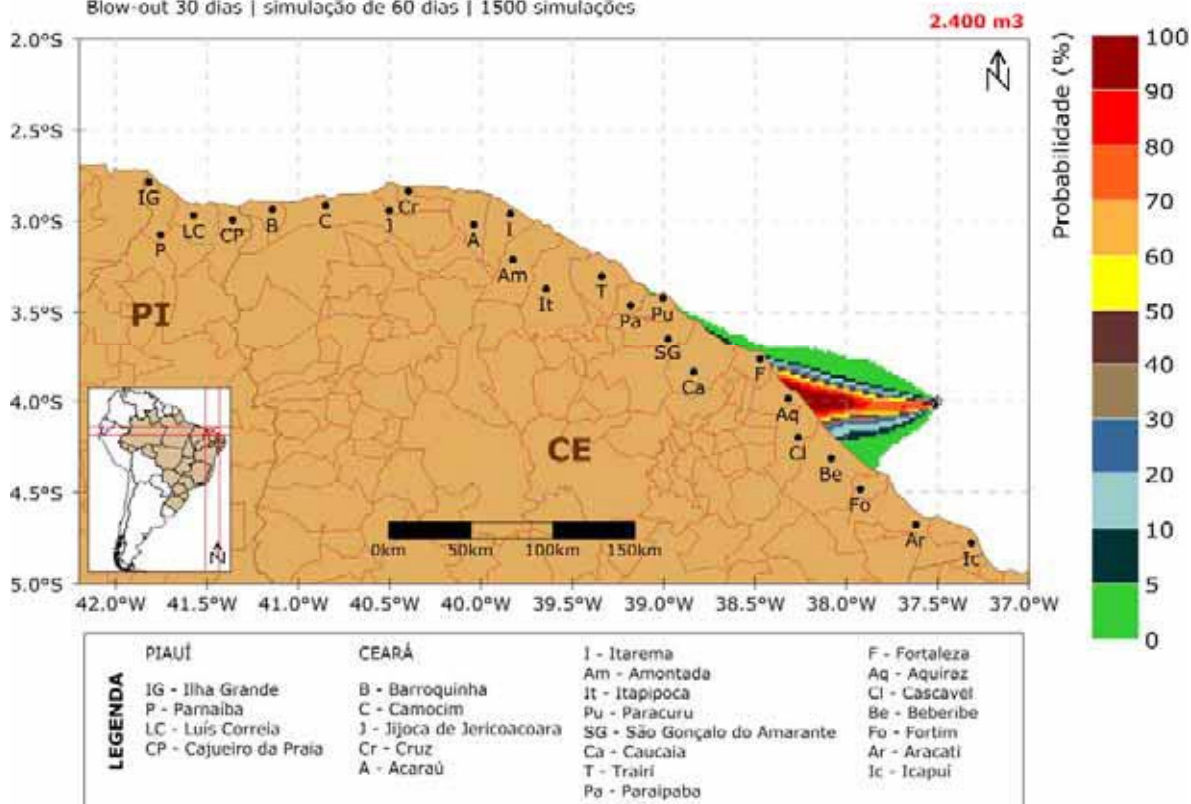 Blow-out 30 dias | simulação de 60 dias | 1500 simulações
2.400 m3
2.0°S
2.5°S
3.0°S
3.5°S
4.0°S
4.5°S
5.0°S
N
IG
P
LC
CP
B
C
J
Cr
A
I
Am
It
T
Pa
Pu
SG
Ca
F
Aq
Cl
Be
Fo
Ar
Ic
PI
CE
N
0km 50km 100km 150km
42.0°W 41.5°W 41.0°W 40.5°W 40.0°W 39.5°W 39.0°W 38.5°W 38.0°W 37.5°W 37.0°W
Probabilidade (%)
100
90
80
70
60
50
40
30
20
10
5
0
LEGENDA
PIAUÍ
IG - Ilha Grande
P - Parnaíba
LC - Luís Correia
CP - Cajueiro da Praia
CEARÁ
B - Barroquinha
C - Camocim
J - Jijoca de Jericoacoara
Cr - Cruz
A - Acaraú
I - Itarema
Am - Amontada
It - Itapipoca
Pu - Paracuru
SG - São Gonçalo do Amarante
Ca - Caucaia
T - Trairí
Pa - Paraipaba
F - Fortaleza
Aq - Aquiraz
Cl - Cascavel
Be - Beberibe
Fo - Fortim
Ar - Aracati
Ic - Icapuí